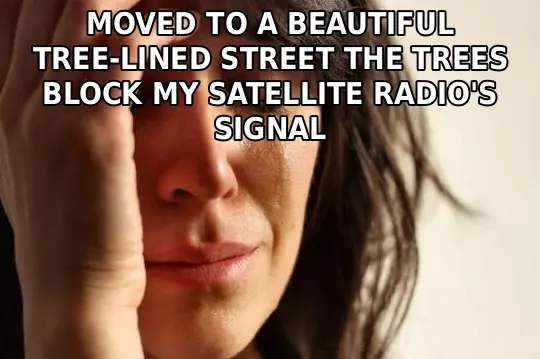 MOVED TO A BEAUTIFUL
TREE-LINED STREET THE TREES
BLOCK MY SATELLITE RADIO'S
SIGNAL